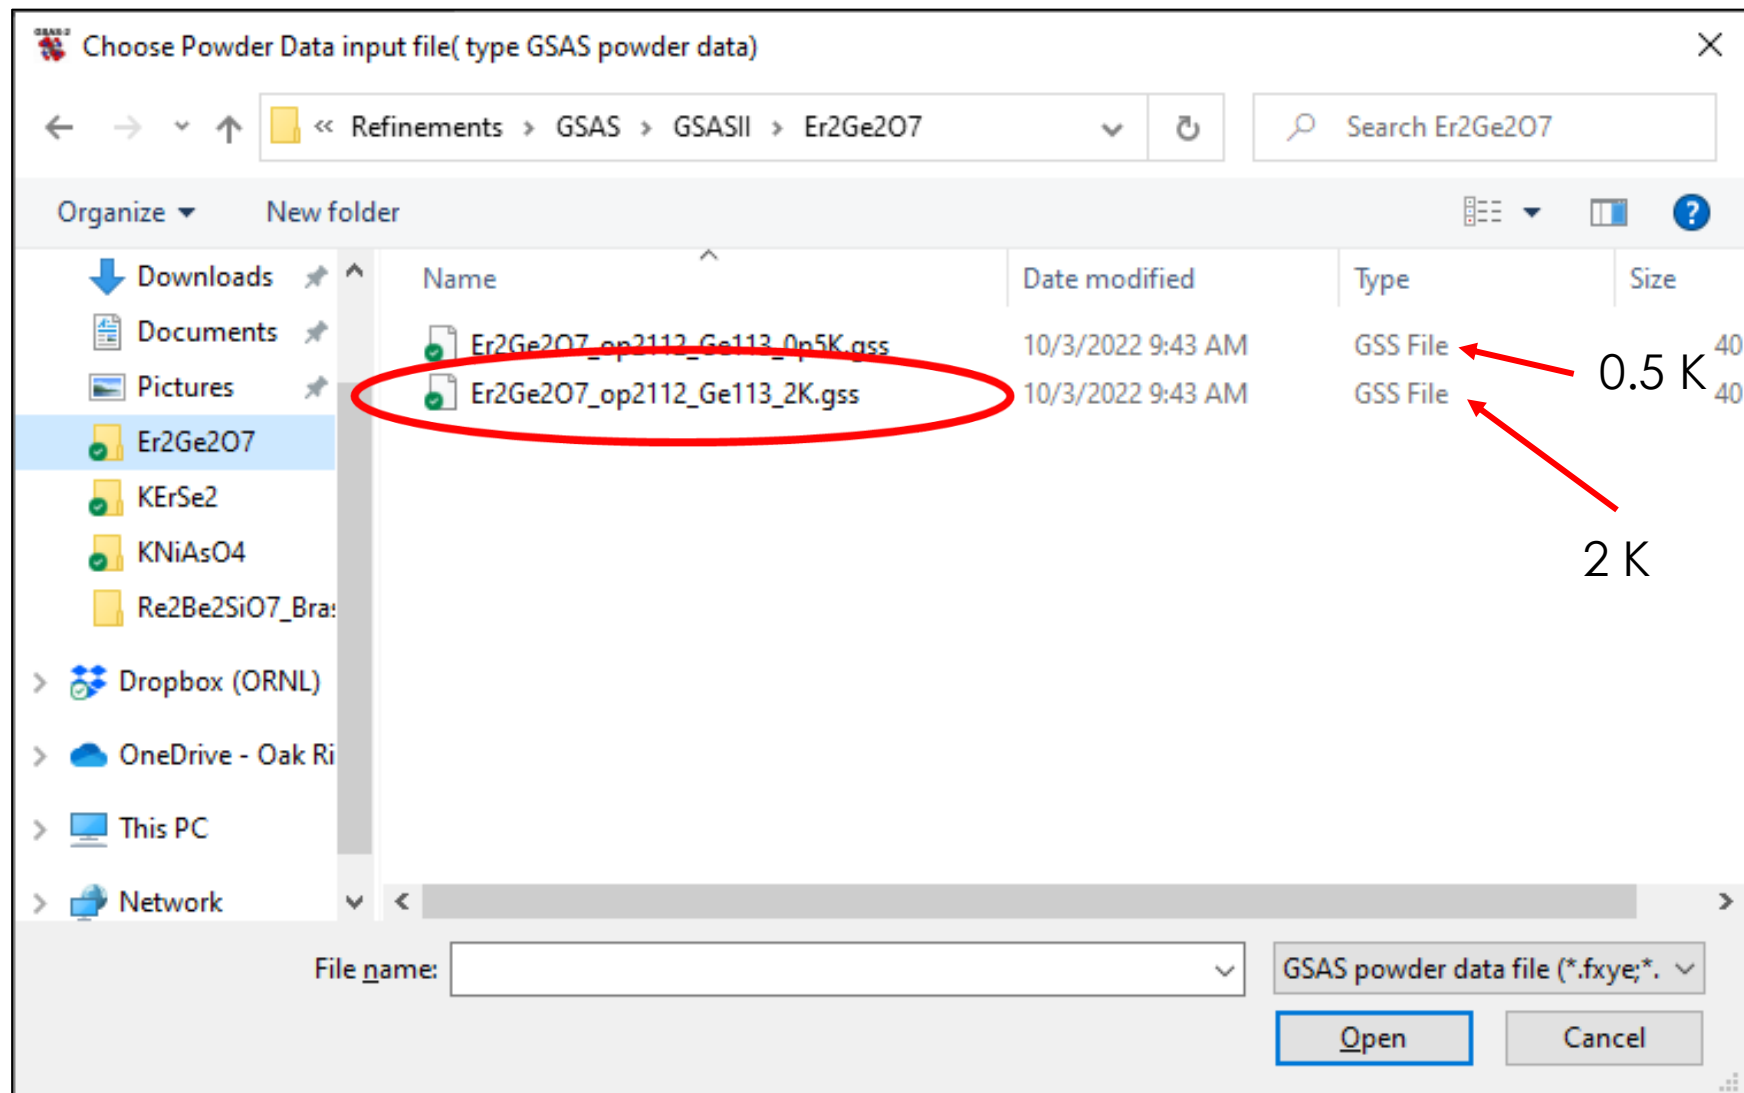 GSAS-2
Choose Powder Data input file( type GSAS powder data)
« Refinements > GSAS > GSASII > Er2Ge2O7
Search Er2Ge2O7
Organize
New folder
Name
Date modified
Type
Size
Downloads
Documents
Pictures
Er2Ge2O7
KErSe2
KNiAsO4
Re2Be2SiO7_Bra
Dropbox (ORNL)
OneDrive - Oak Ri
This PC
Network
Er2Ge2O7_op2112_Ge113_0p5K.gss 10/3/2022 9:43 AM GSS File 40
Er2Ge2O7_op2112_Ge113_2K.gss 10/3/2022 9:43 AM GSS File 40
0.5 K
2 K
File name:
GSAS powder data file (*.fxye;*.
Open
Cancel